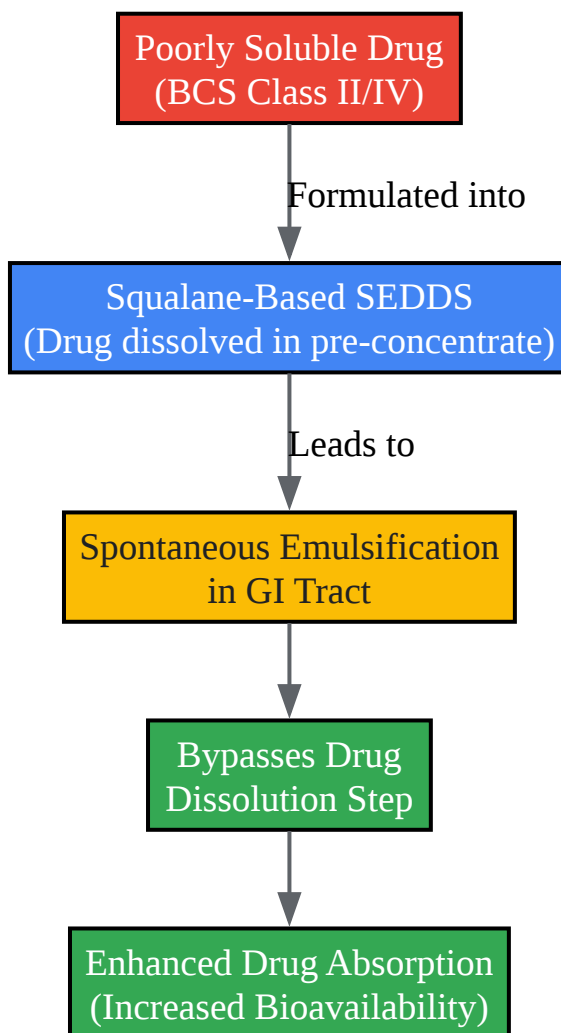 Poorly Soluble Drug
(BCS Class II/IV)
Formulated into
Squalane-Based SEDDS
(Drug dissolved in pre-concentrate)
Leads to
Spontaneous Emulsification
in GI Tract
Bypasses Drug
Dissolution Step
Enhanced Drug Absorption
(Increased Bioavailability)